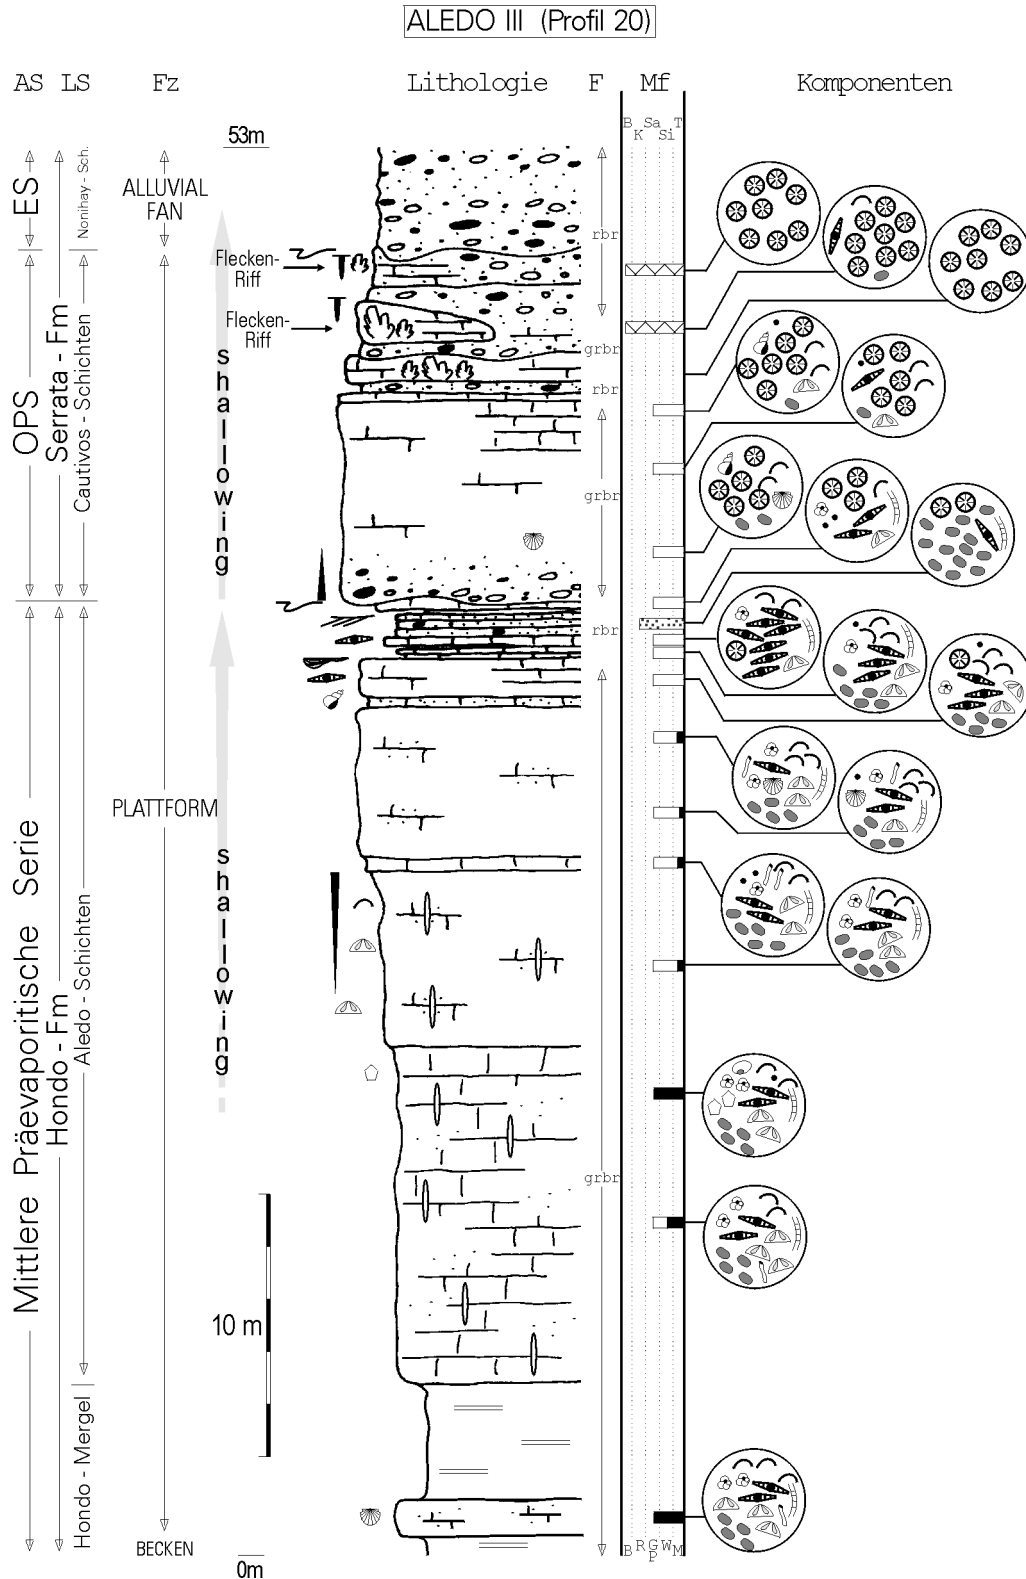 ALEDO III (Profil 20)
AS LS Fz Lithologie F Mf Komponenten
B Sa T
K Si
53m
ES
Nonihay - Sch.
ALLUVIAL
FAN
rbr
Flecken-
Riff
Flecken-
Riff
grbr
rbr
OPS
Serrata - Fm
Cautivos - Schichten
shallowing
grbr
rbr
PLATTFORM
Mittlere Präevaporitische Serie
Hondo - Fm
Aledo - Schichten
shallowing
grbr
10 m
Hondo - Mergel
BECKEN
0m
B R G W M
P